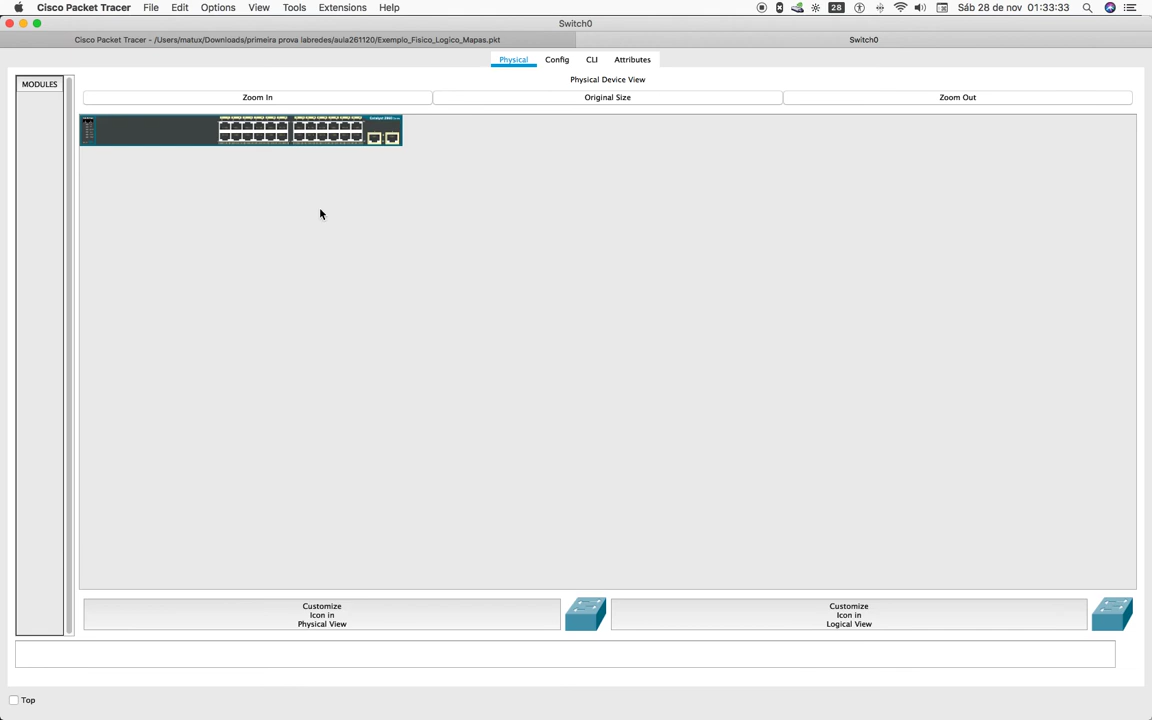 Cisco Packet Tracer File Edit Options View Tools Extensions Help 28 Sáb 28 de nov 01:33:33
Switch0
Cisco Packet Tracer - /Users/matux/Downloads/primeira prova labredes/aula261120/Exemplo_Fisico_Logico_Mapas.pkt Switch0
Physical Config CLI Attributes
MODULES
Physical Device View
Zoom In Original Size Zoom Out
Customize
Icon in
Physical View
Customize
Icon in
Logical View
Top